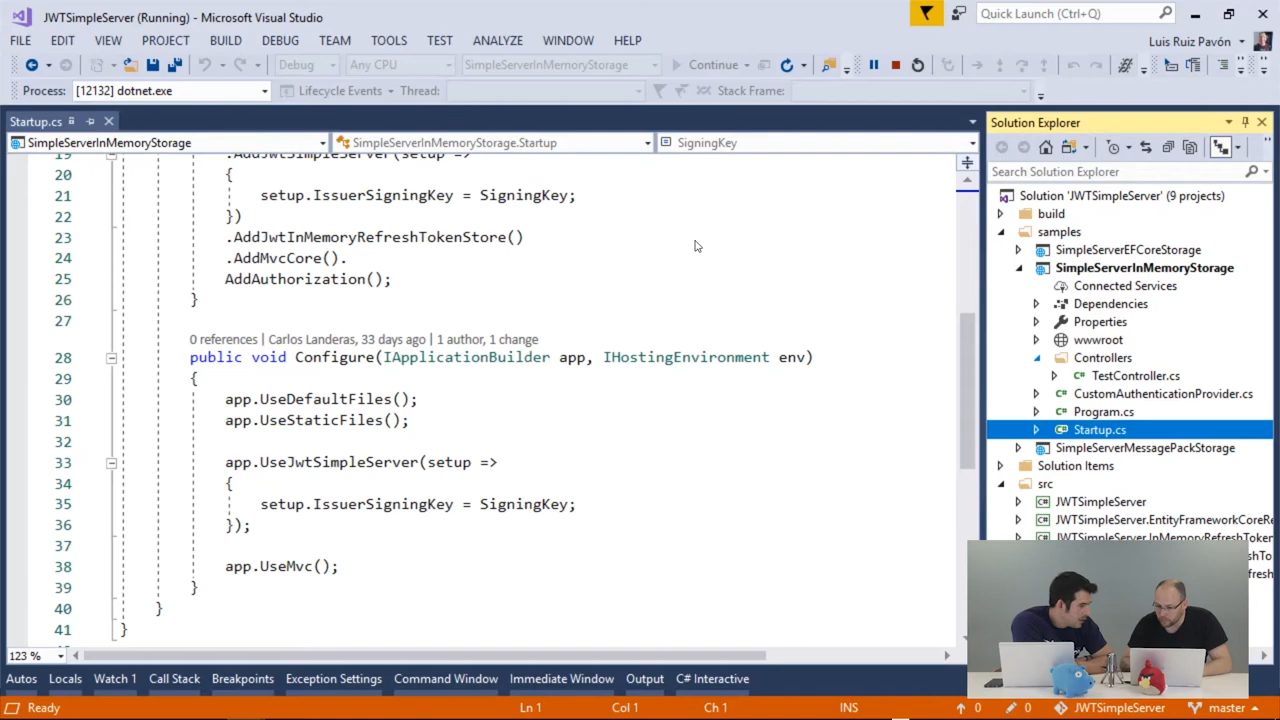 JWTSimpleServer (Running) - Microsoft Visual Studio
Quick Launch (Ctrl+Q)
FILE EDIT VIEW PROJECT BUILD DEBUG TEAM TOOLS TEST ANALYZE WINDOW HELP
Luis Ruiz Pavón
Debug Any CPU SimpleServerInMemoryStorage Continue
Process: [12132] dotnet.exe Lifecycle Events Thread: Stack Frame:
Startup.cs
SimpleServerInMemoryStorage SimpleServerInMemoryStorage.Startup SigningKey
19 .AddJwtSimpleServer(setup =>
20 {
21 setup.IssuerSigningKey = SigningKey;
22 })
23 .AddJwtInMemoryRefreshTokenStore()
24 .AddMvcCore().
25 AddAuthorization();
26 }
27
0 references | Carlos Landeras, 33 days ago | 1 author, 1 change
28 public void Configure(IApplicationBuilder app, IHostingEnvironment env)
29 {
30 app.UseDefaultFiles();
31 app.UseStaticFiles();
32
33 app.UseJwtSimpleServer(setup =>
34 {
35 setup.IssuerSigningKey = SigningKey;
36 });
37
38 app.UseMvc();
39 }
40 }
41 }
123 %
Solution Explorer
Search Solution Explorer
Solution 'JWTSimpleServer' (9 projects)
build
samples
SimpleServerEFCoreStorage
SimpleServerInMemoryStorage
Connected Services
Dependencies
Properties
wwwroot
Controllers
TestController.cs
CustomAuthenticationProvider.cs
Program.cs
Startup.cs
SimpleServerMessagePackStorage
Solution Items
src
JWTSimpleServer
JWTSimpleServer.EntityFrameworkCoreRe
JWTSimpleServer.InMemoryRefreshToken
Autos Locals Watch 1 Call Stack Breakpoints Exception Settings Command Window Immediate Window Output C# Interactive
Ready Ln 1 Col 1 Ch 1 INS 0 0 JWTSimpleServer master